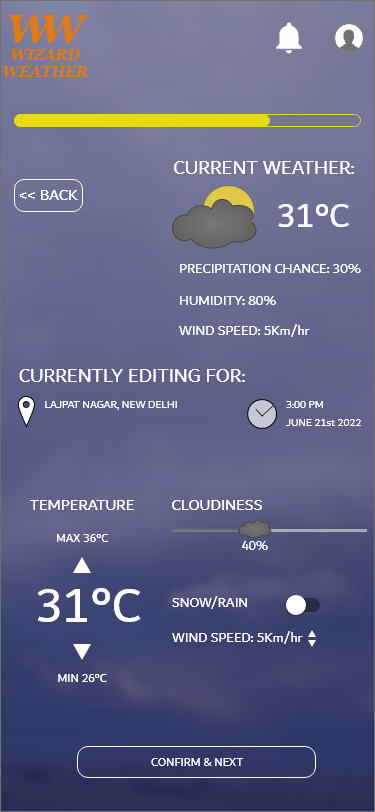 WW
WIZARD
WEATHER
CURRENT WEATHER:
<< BACK
31°C
PRECIPITATION CHANCE: 30%
HUMIDITY: 80%
WIND SPEED: 5Km/hr
CURRENTLY EDITING FOR:
LAJPAT NAGAR, NEW DELHI
3:00 PM
JUNE 21st 2022
TEMPERATURE
MAX 36°C
31°C
MIN 26°C
CLOUDINESS
40%
SNOW/RAIN
WIND SPEED: 5Km/hr
CONFIRM & NEXT